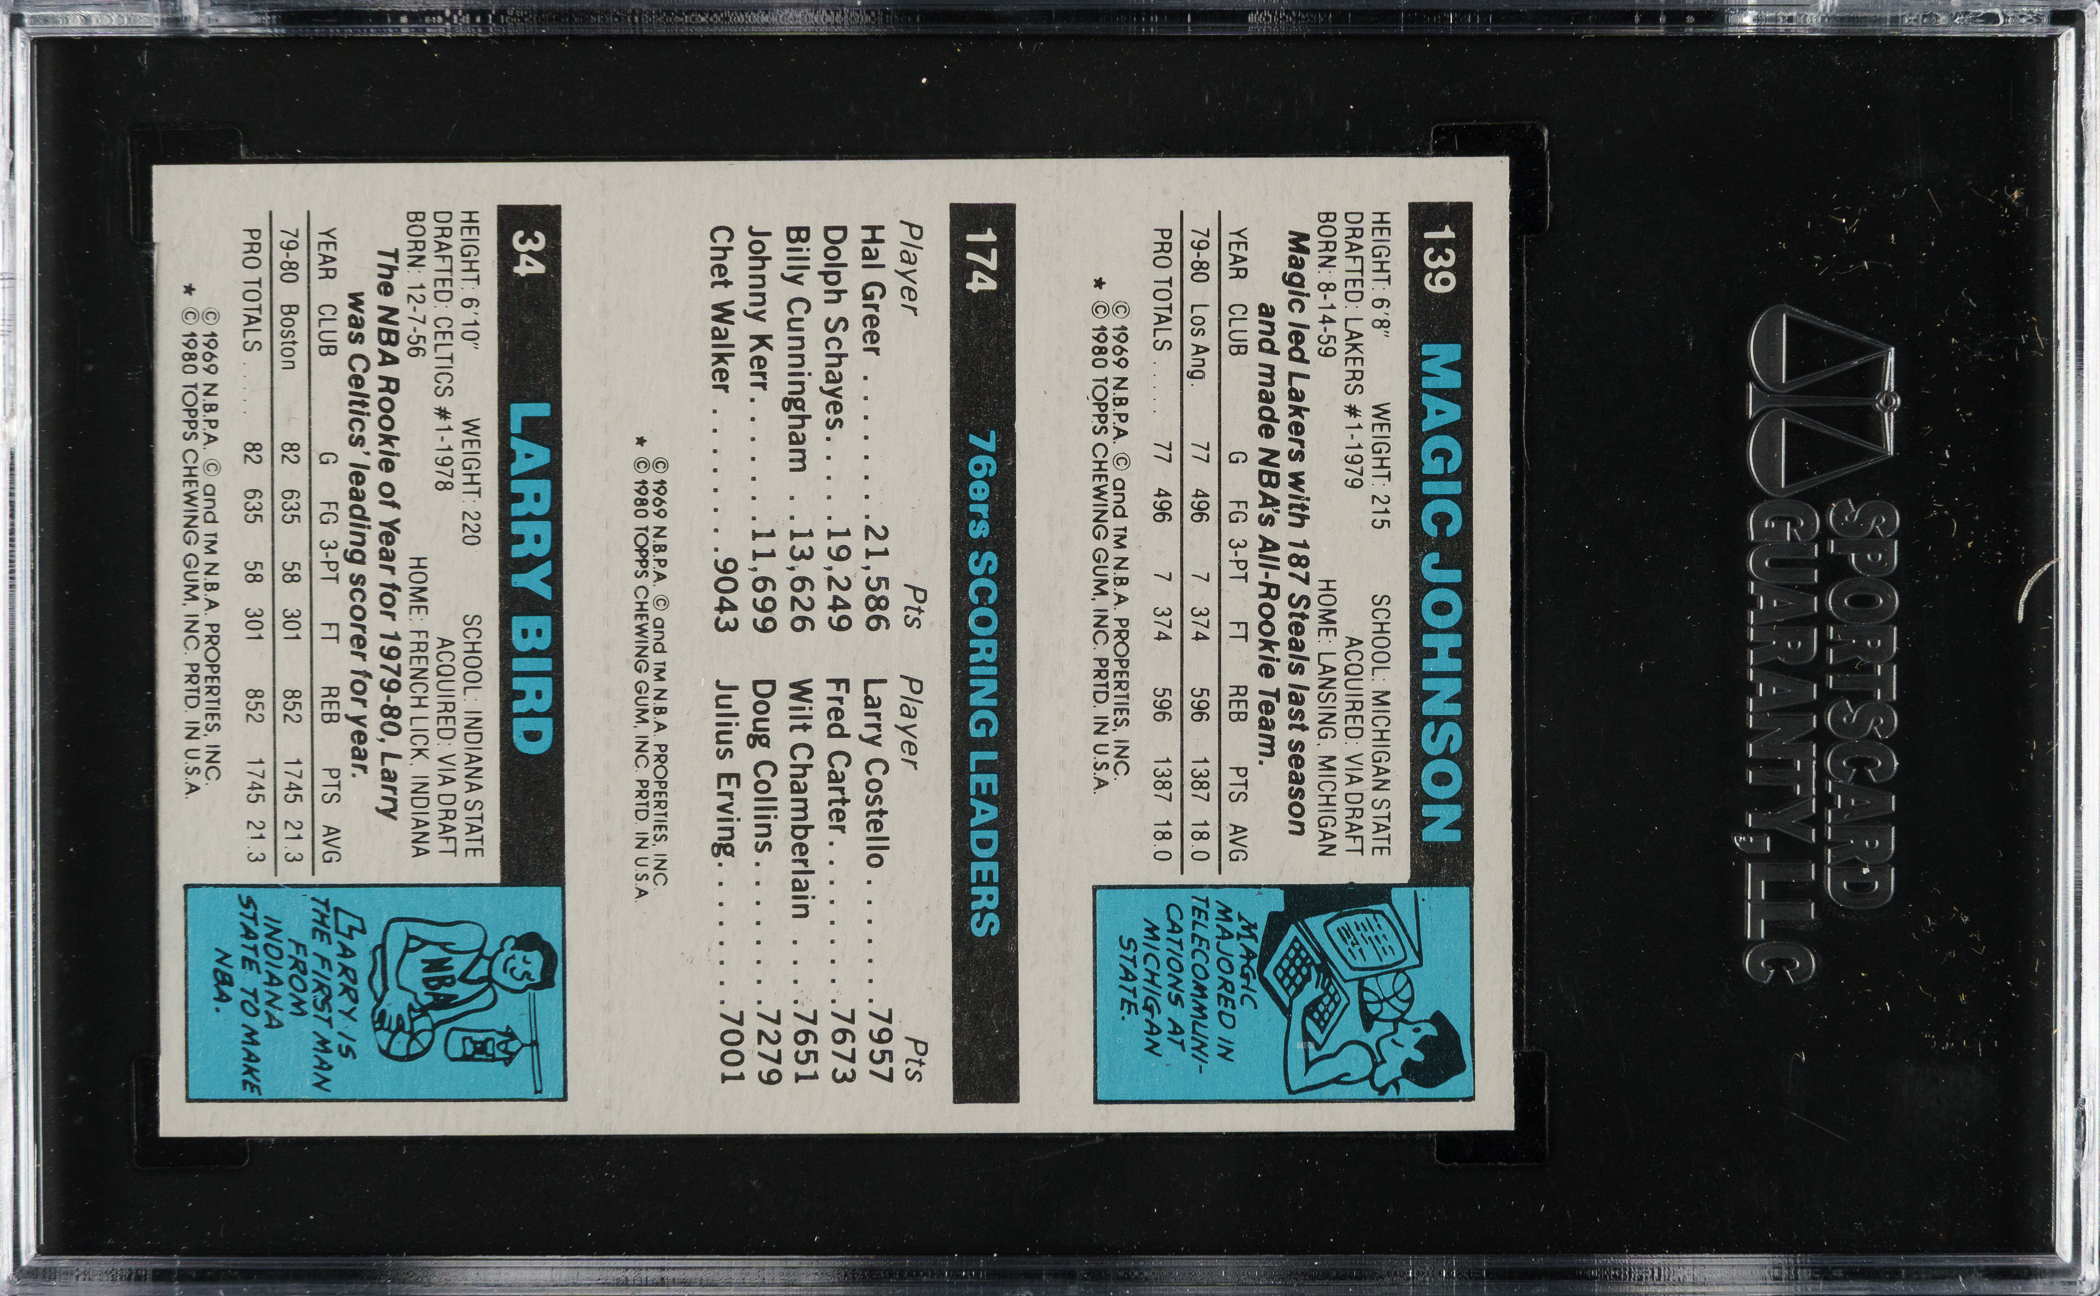 SPORTSCARD
GUARANTY, LLC
139 MAGIC JOHNSON
HEIGHT: 6'8" WEIGHT: 215 SCHOOL: MICHIGAN STATE
DRAFTED: LAKERS #1-1979 ACQUIRED: VIA DRAFT
BORN: 8-14-59 HOME: LANSING, MICHIGAN
Magic led Lakers with 187 Steals last season
and made NBA's All-Rookie Team.
YEAR CLUB G FG 3-PT FT REB PTS AVG
79-80 Los Ang. 77 496 7 374 596 1387 18.0
PRO TOTALS ..... 77 496 7 374 596 1387 18.0
© 1969 N.B.P.A. © and TM N.B.A. PROPERTIES, INC.
* © 1980 TOPPS CHEWING GUM, INC. PRTD. IN U.S.A.
MAGIC
MAJORED IN
TELECOMMUNI-
CATIONS AT
MICHIGAN
STATE.
174 76ers SCORING LEADERS
Player Pts Player Pts
Hal Greer . . . . . . . .21,586 Larry Costello . . . . . . . .7957
Dolph Schayes. . . . .19,249 Fred Carter. . . . . . . . . .7673
Billy Cunningham . .13,626 Wilt Chamberlain . . . .7651
Johnny Kerr. . . . . . .11,699 Doug Collins. . . . . . . . .7279
Chet Walker . . . . . . . .9043 Julius Erving. . . . . . . . .7001
© 1969 N.B.P.A. © and TM N.B.A. PROPERTIES, INC.
* © 1980 TOPPS CHEWING GUM, INC. PRTD. IN U.S.A.
34 LARRY BIRD
HEIGHT: 6'10" WEIGHT: 220 SCHOOL: INDIANA STATE
DRAFTED: CELTICS #1-1978 ACQUIRED: VIA DRAFT
BORN: 12-7-56 HOME: FRENCH LICK, INDIANA
The NBA Rookie of Year for 1979-80, Larry
was Celtics' leading scorer for year.
YEAR CLUB G FG 3-PT FT REB PTS AVG
79-80 Boston 82 635 58 301 852 1745 21.3
PRO TOTALS ..... 82 635 58 301 852 1745 21.3
© 1969 N.B.P.A. © and TM N.B.A. PROPERTIES, INC.
* © 1980 TOPPS CHEWING GUM, INC. PRTD. IN U.S.A.
NBA
LARRY IS
THE FIRST MAN
FROM
INDIANA
STATE TO MAKE
NBA.